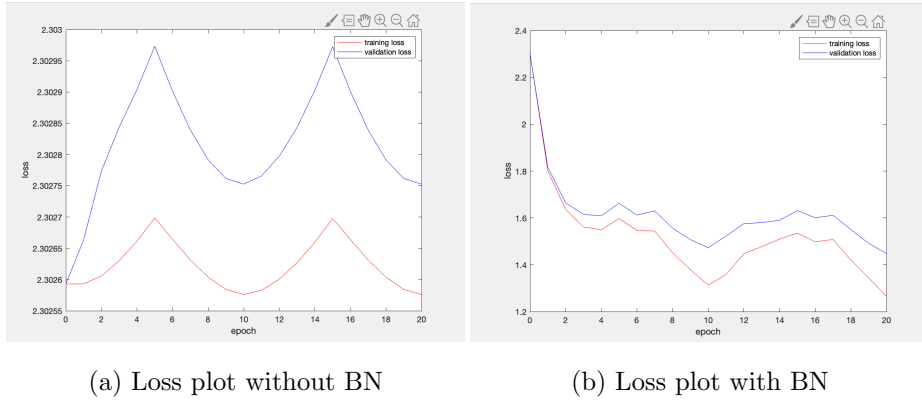 2.303
2.30295
2.3029
2.30285
2.3028
2.30275
2.3027
2.30265
2.3026
2.30255
loss
training loss
validation loss
0 2 4 6 8 10 12 14 16 18 20
epoch
(a) Loss plot without BN
2.4
2.2
2
1.8
1.6
1.4
1.2
loss
training loss
validation loss
0 2 4 6 8 10 12 14 16 18 20
epoch
(b) Loss plot with BN